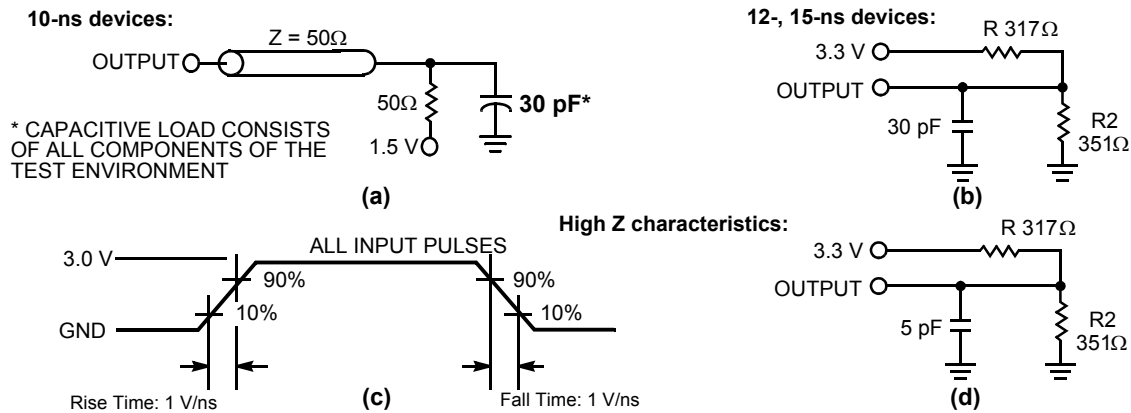 10-ns devices:
Z = 50Ω
OUTPUT
50Ω
30 pF*
1.5 V
* CAPACITIVE LOAD CONSISTS
OF ALL COMPONENTS OF THE
TEST ENVIRONMENT
(a)
12-, 15-ns devices:
R 317Ω
3.3 V
OUTPUT
30 pF
R2
351Ω
(b)
ALL INPUT PULSES
3.0 V
90%
90%
10%
10%
GND
Rise Time: 1 V/ns
(c)
Fall Time: 1 V/ns
High Z characteristics:
R 317Ω
3.3 V
OUTPUT
5 pF
R2
351Ω
(d)